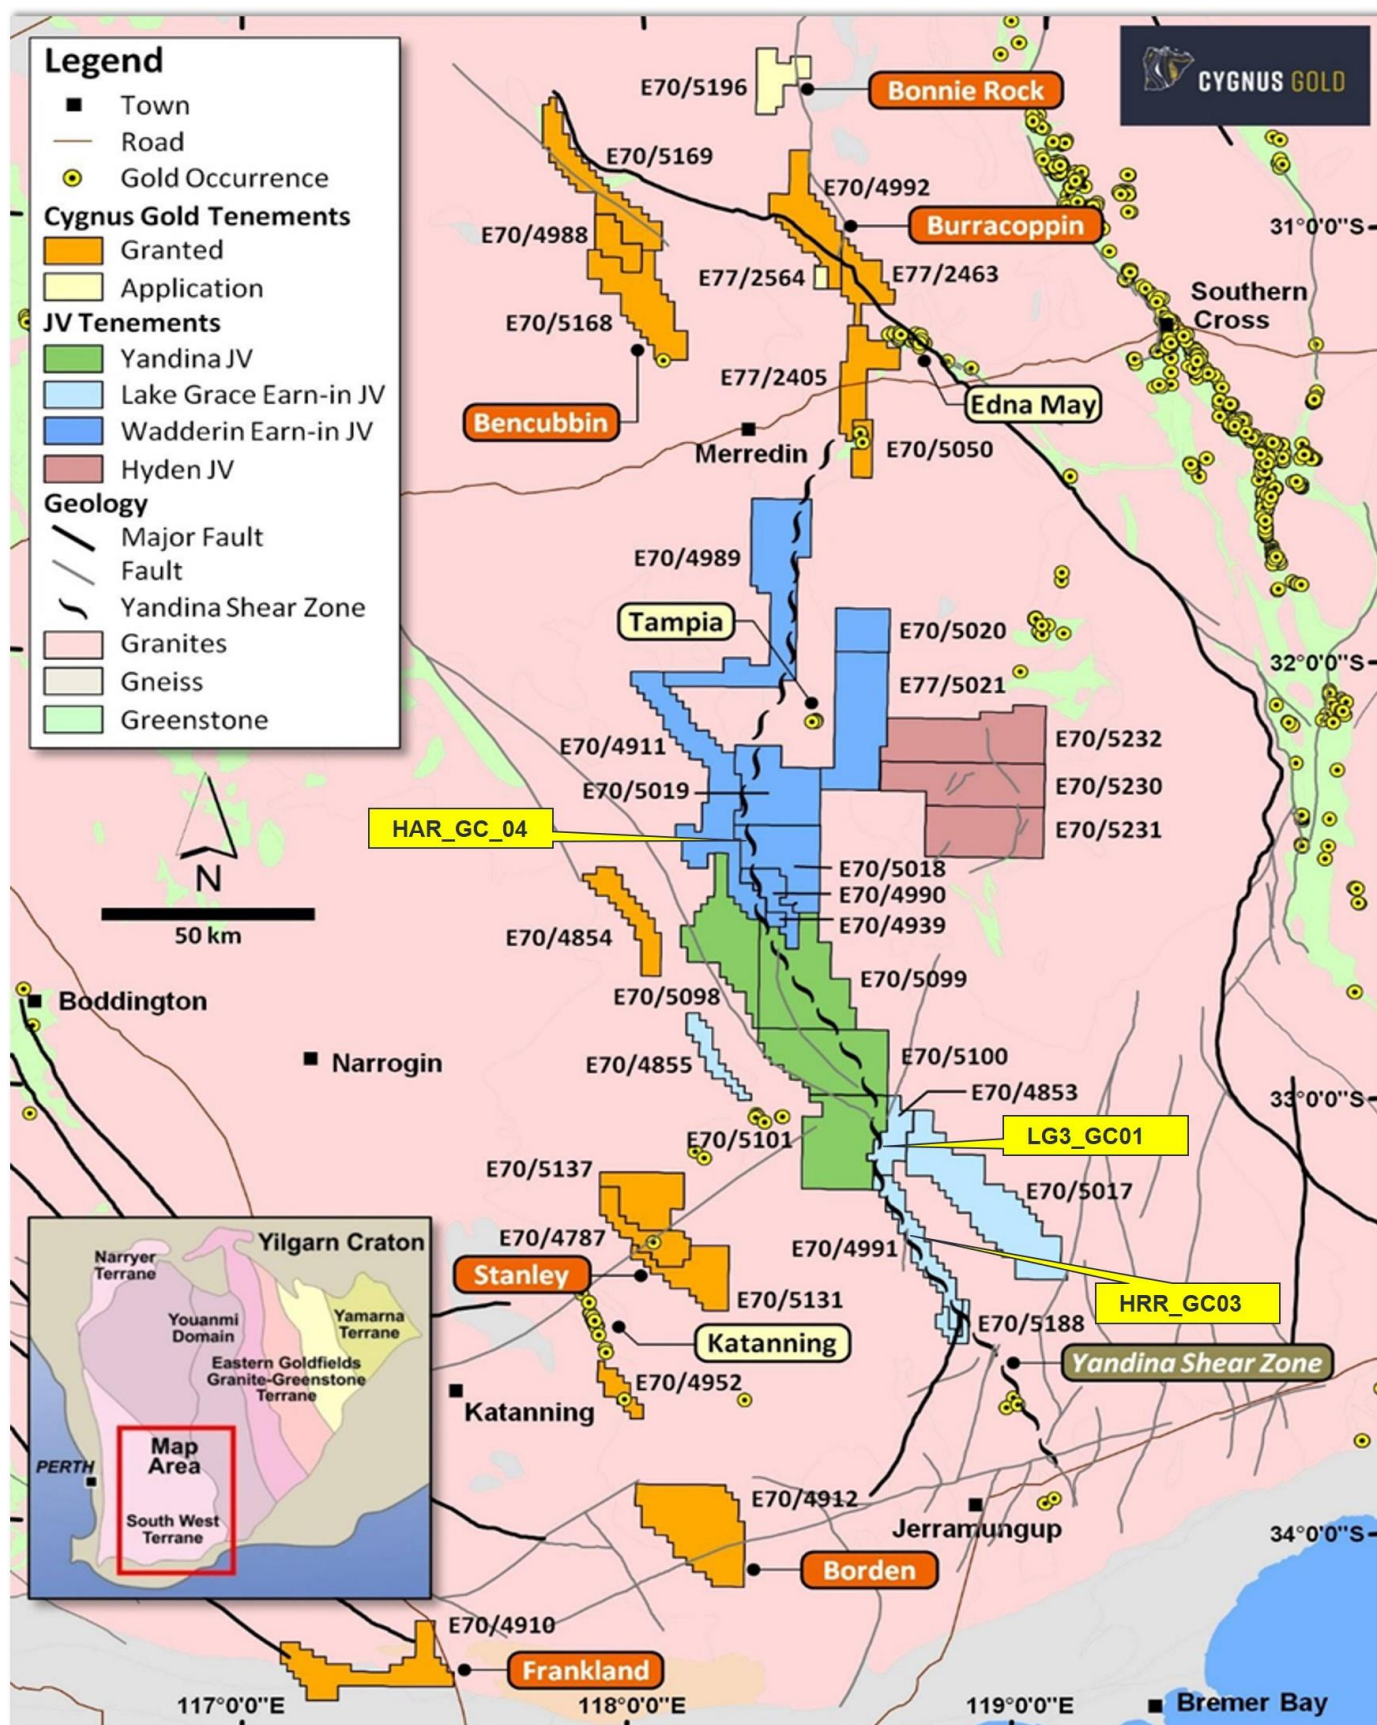 Legend
Town
Road
Gold Occurrence
Cygnus Gold Tenements
Granted
Application
JV Tenements
Yandina JV
Lake Grace Earn-in JV
Wadderin Earn-in JV
Hyden JV
Geology
Major Fault
Fault
Yandina Shear Zone
Granites
Gneiss
Greenstone
CYGNUS GOLD
E70/5196
Bonnie Rock
E70/5169
E70/4992
Burracoppin
31°0'0"S
E70/4988
E77/2564
E77/2463
Southern
Cross
E70/5168
E77/2405
Edna May
Bencubbin
Merredin
E70/5050
E70/4989
Tampia
E70/5020
32°0'0"S
E77/5021
E70/4911
E70/5232
E70/5019
E70/5230
HAR_GC_04
E70/5231
E70/5018
E70/4990
E70/4939
N
50 km
E70/4854
E70/5099
E70/5098
Boddington
Narrogin
E70/5100
E70/4855
E70/4853
33°0'0"S
E70/5101
LG3_GC01
E70/5137
E70/5017
E70/4787
E70/4991
Stanley
E70/5131
HRR_GC03
Katanning
E70/5188
Yandina Shear Zone
E70/4952
Katanning
Yilgarn Craton
Narryer
Terrane
Youanmi
Domain
Yamarna
Terrane
Eastern Goldfields
Granite-Greenstone
Terrane
Map
Area
PERTH
South West
Terrane
E70/4912
Jerramungup
34°0'0"S
Borden
E70/4910
Frankland
117°0'0"E
118°0'0"E
119°0'0"E
Bremer Bay